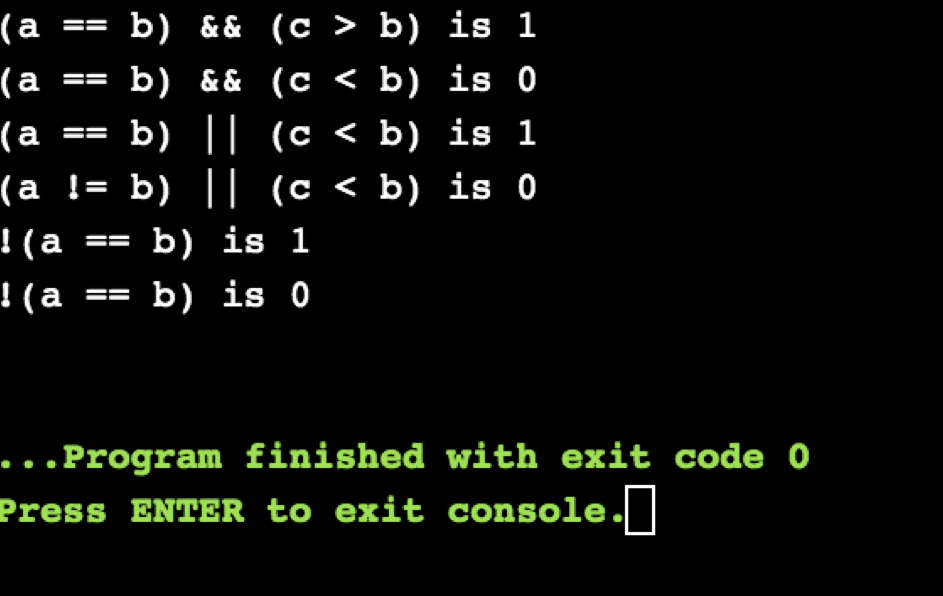 (a == b) && (c > b) is 1
(a == b) && (c < b) is 0
(a == b) || (c < b) is 1
(a != b) || (c < b) is 0
!(a == b) is 1
!(a == b) is 0
...Program finished with exit code 0
Press ENTER to exit console.